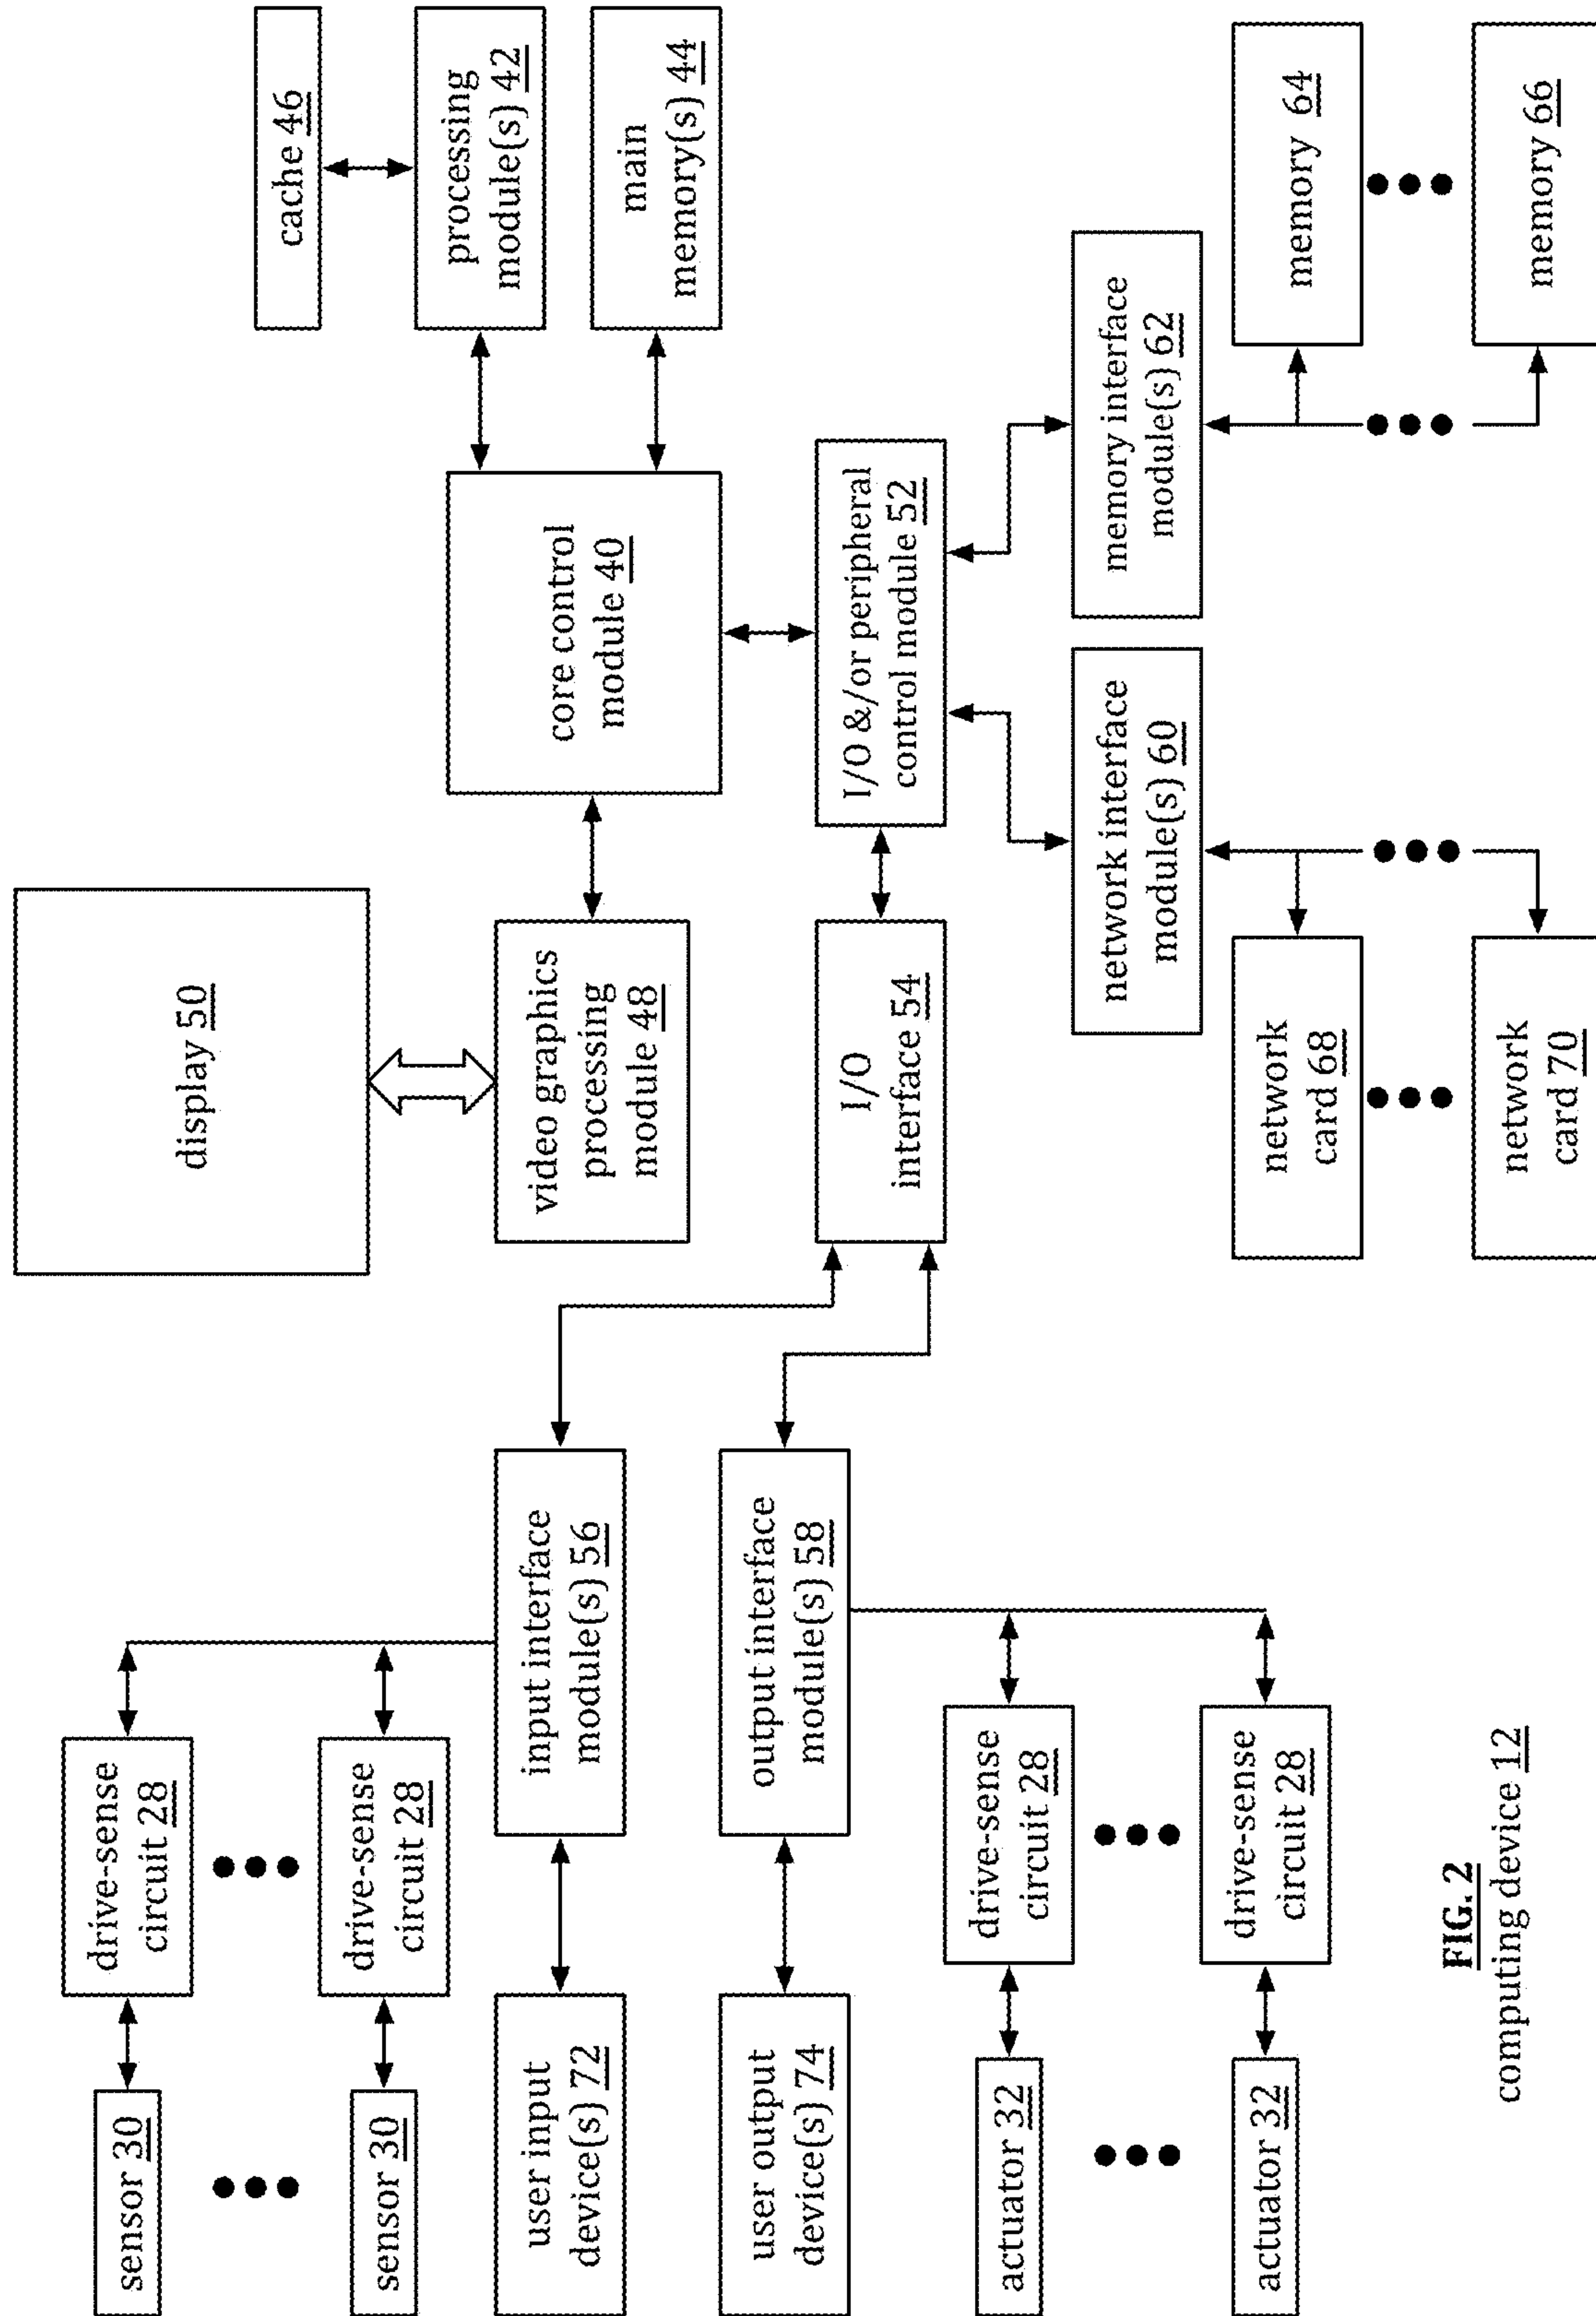 display 50
cache 46
processing
module(s) 42
main
memory(s) 44
core control
module 40
video graphics
processing
module 48
I/O &/or peripheral
control module 52
I/O
interface 54
memory interface
module(s) 62
network interface
module(s) 60
memory 64
memory 66
network
card 68
network
card 70
sensor 30
drive-sense
circuit 28
sensor 30
drive-sense
circuit 28
user input
device(s) 72
input interface
module(s) 56
user output
device(s) 74
output interface
module(s) 58
actuator 32
drive-sense
circuit 28
actuator 32
drive-sense
circuit 28
FIG. 2
computing device 12